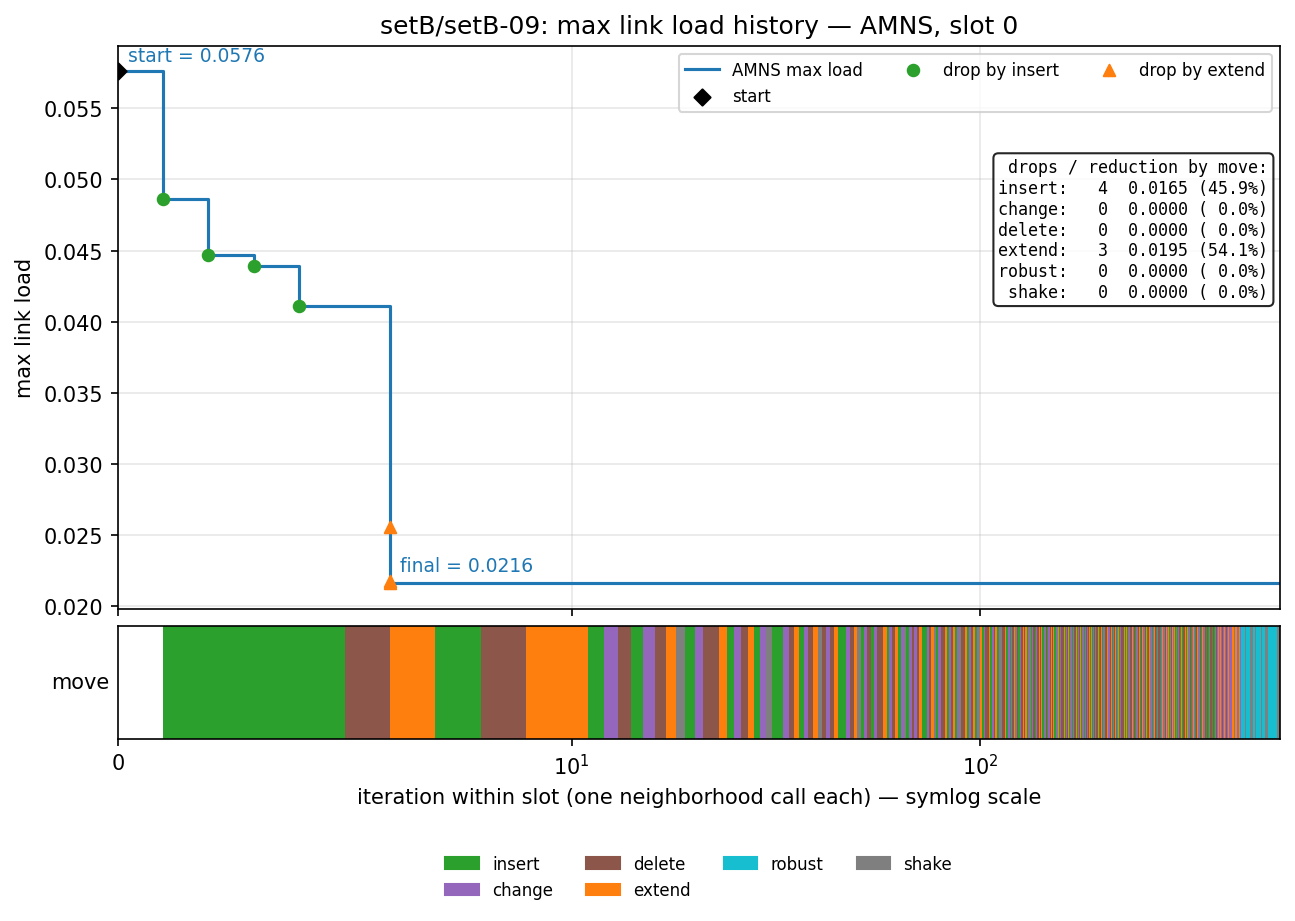 setB/setB-09: max link load history — AMNS, slot 0
start = 0.0576
AMNS max load
drop by insert
drop by extend
start
drops / reduction by move:
insert: 4 0.0165 (45.9%)
change: 0 0.0000 ( 0.0%)
delete: 0 0.0000 ( 0.0%)
extend: 3 0.0195 (54.1%)
robust: 0 0.0000 ( 0.0%)
shake: 0 0.0000 ( 0.0%)
max link load
0.055
0.050
0.045
0.040
0.035
0.030
0.025
0.020
final = 0.0216
move
0
10¹
10²
iteration within slot (one neighborhood call each) — symlog scale
insert
delete
robust
shake
change
extend